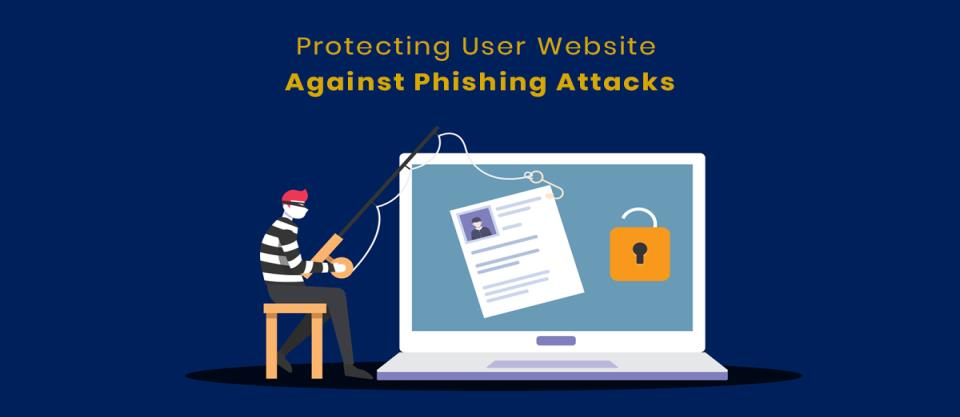 Protecting User Website
Against Phishing Attacks